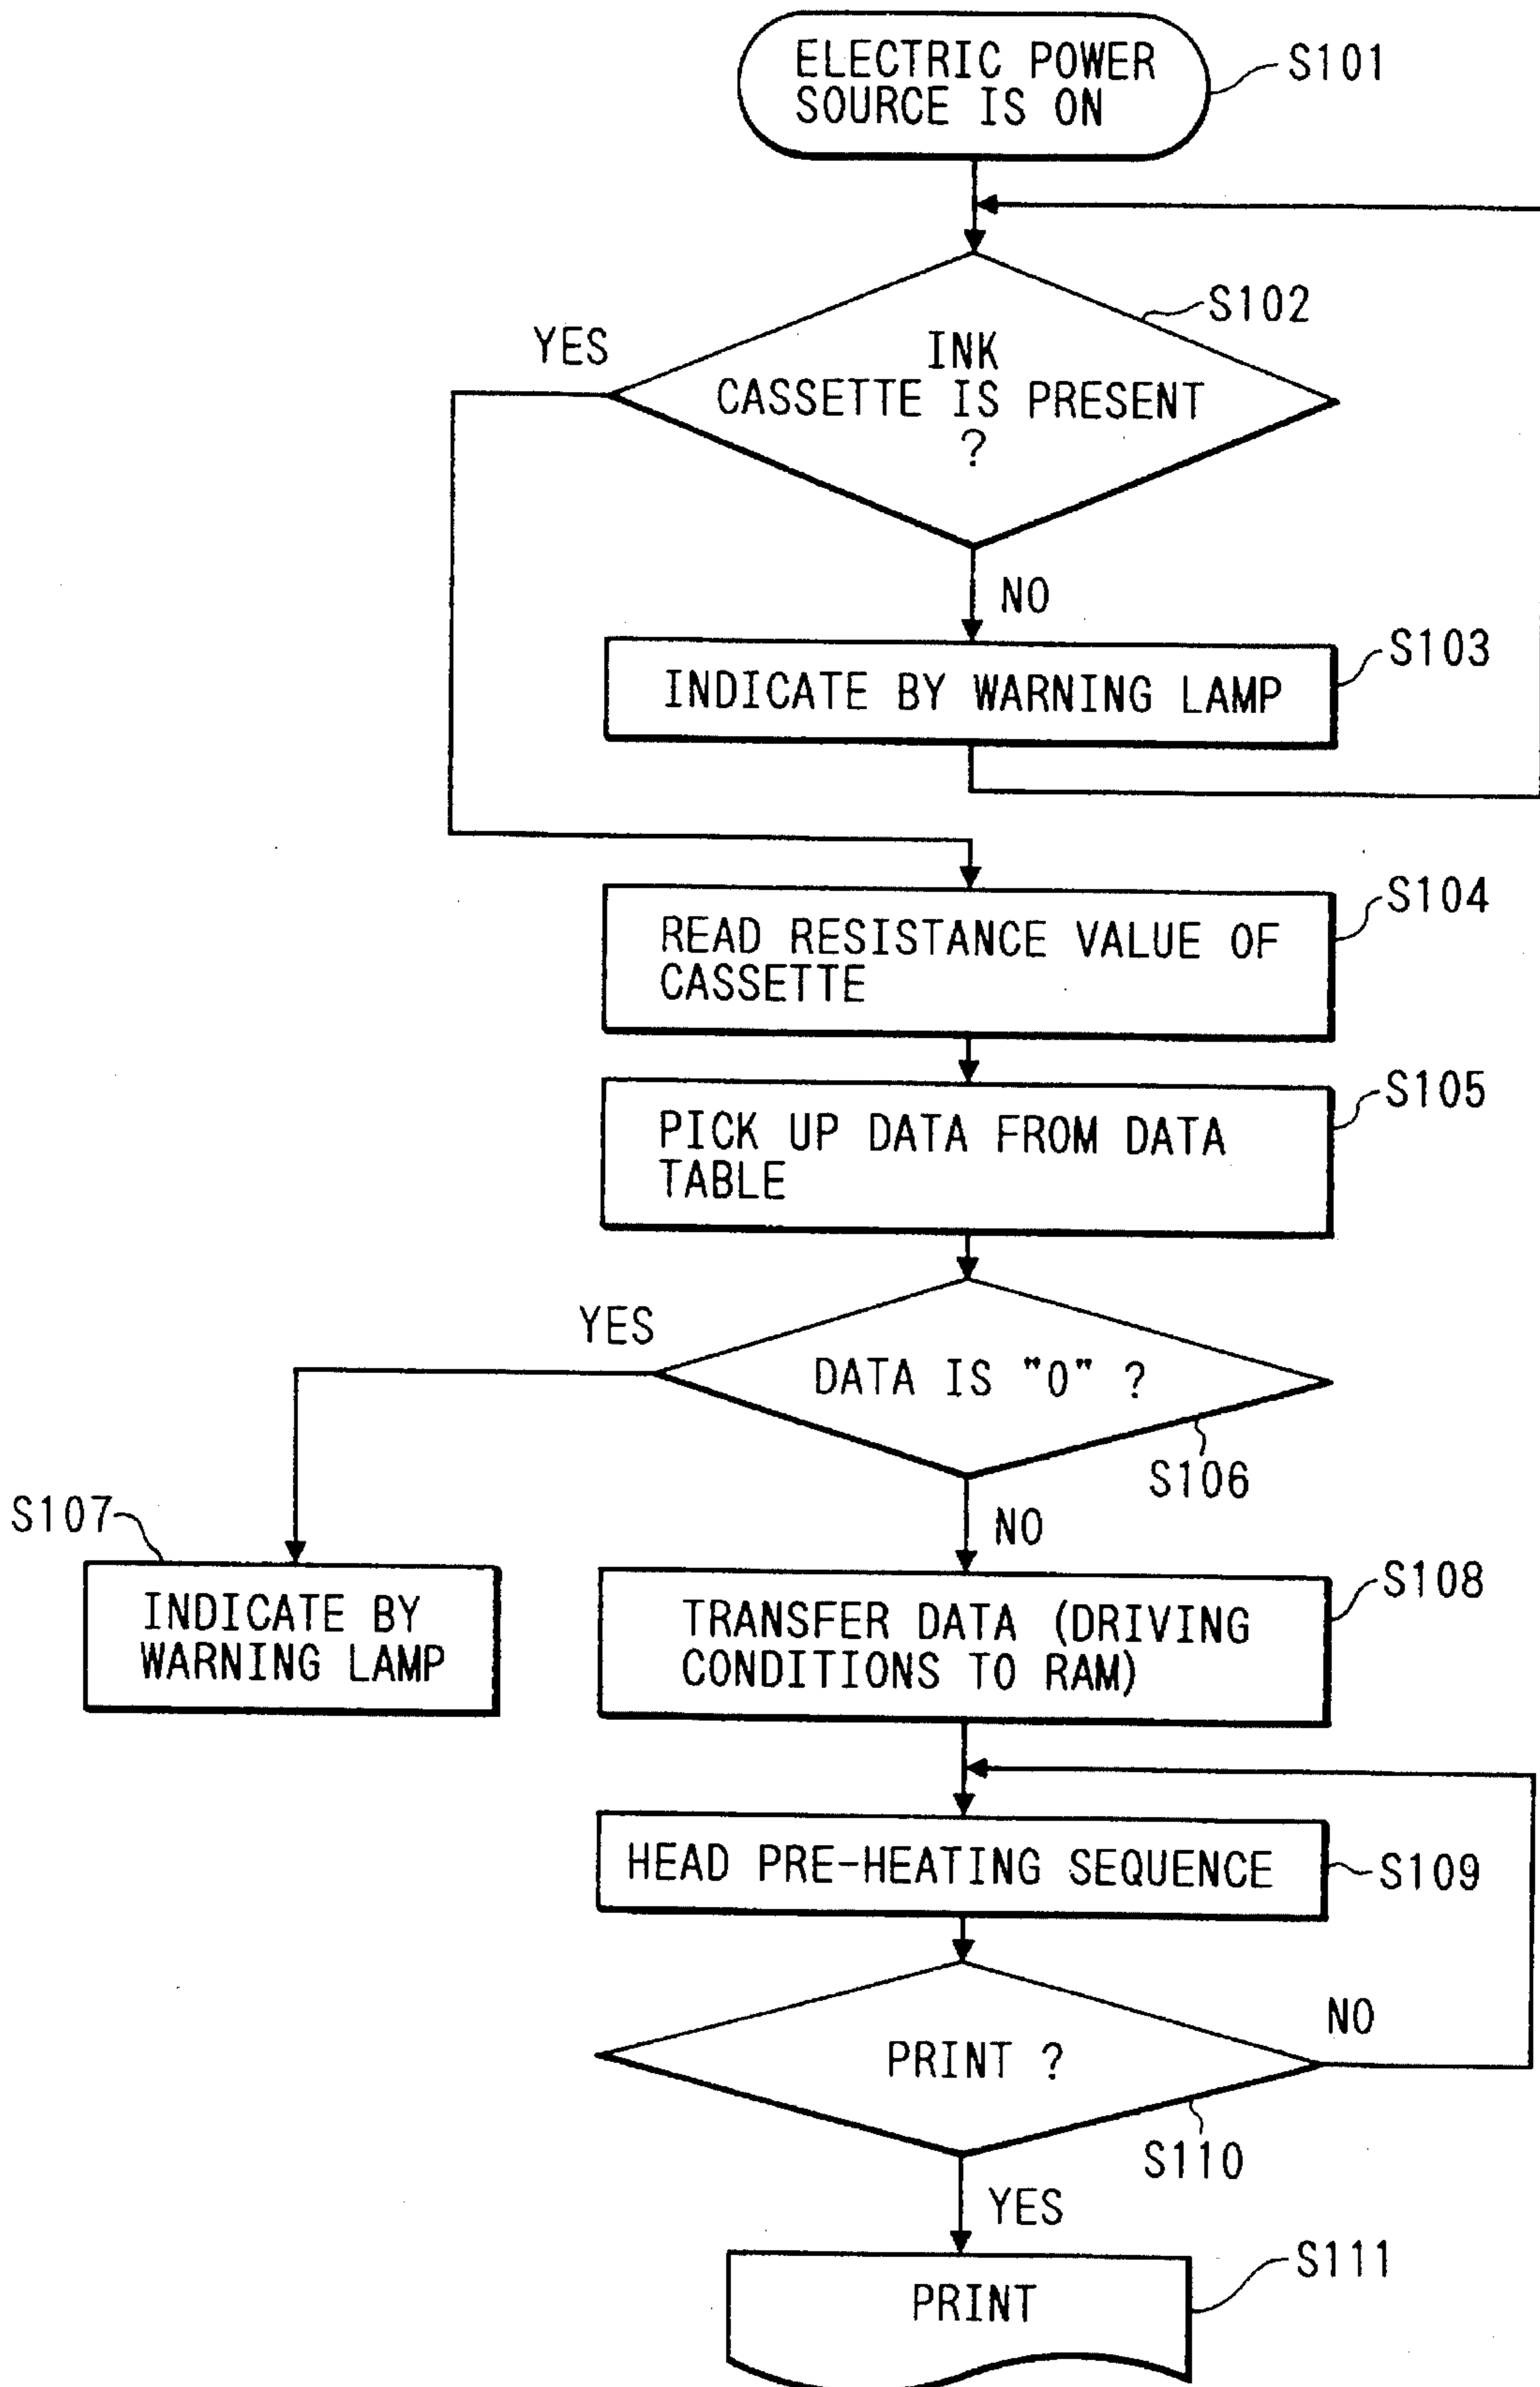 ELECTRIC POWER
SOURCE IS ON
S101
S102
YES
INK
CASSETTE IS PRESENT
?
NO
S103
INDICATE BY WARNING LAMP
S104
READ RESISTANCE VALUE OF
CASSETTE
S105
PICK UP DATA FROM DATA
TABLE
YES
DATA IS "0" ?
S106
NO
S107
INDICATE BY
WARNING LAMP
S108
TRANSFER DATA (DRIVING
CONDITIONS TO RAM)
HEAD PRE-HEATING SEQUENCE
S109
NO
PRINT ?
S110
YES
S111
PRINT